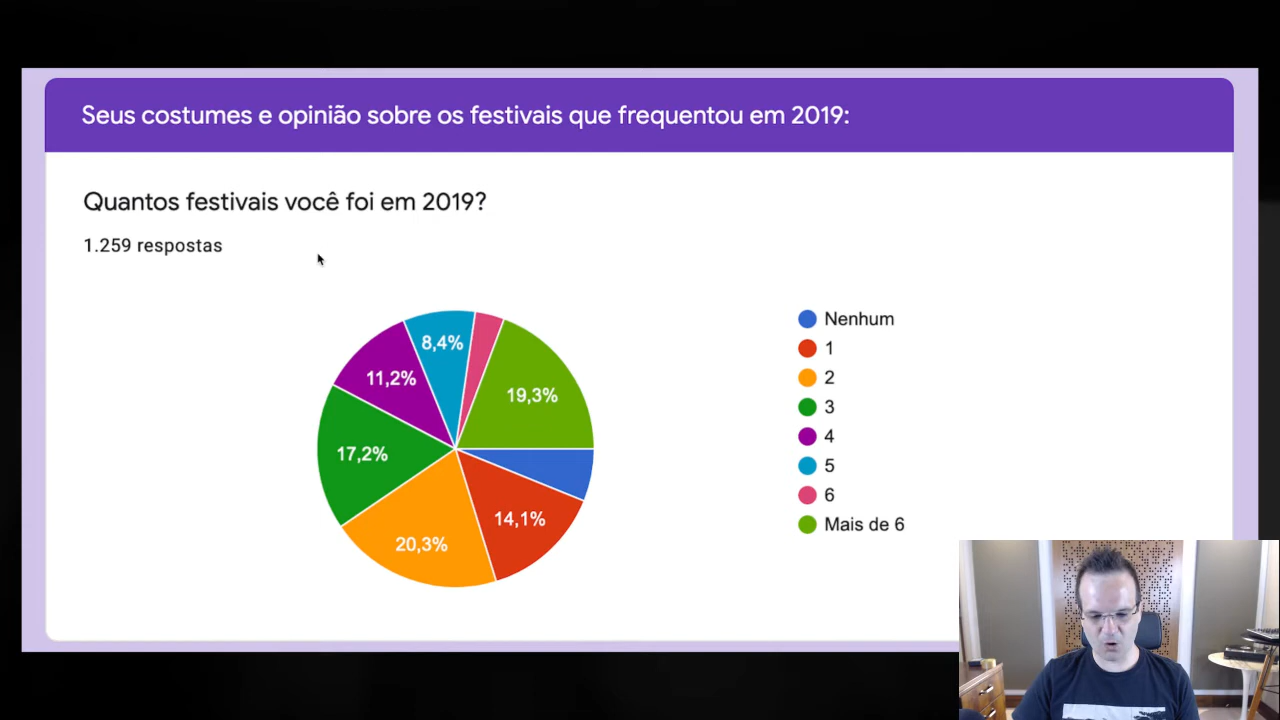 Seus costumes e opinião sobre os festivais que frequentou em 2019:
Quantos festivais você foi em 2019?
1.259 respostas
8,4%
11,2%
19,3%
17,2%
14,1%
20,3%
Nenhum
1
2
3
4
5
6
Mais de 6